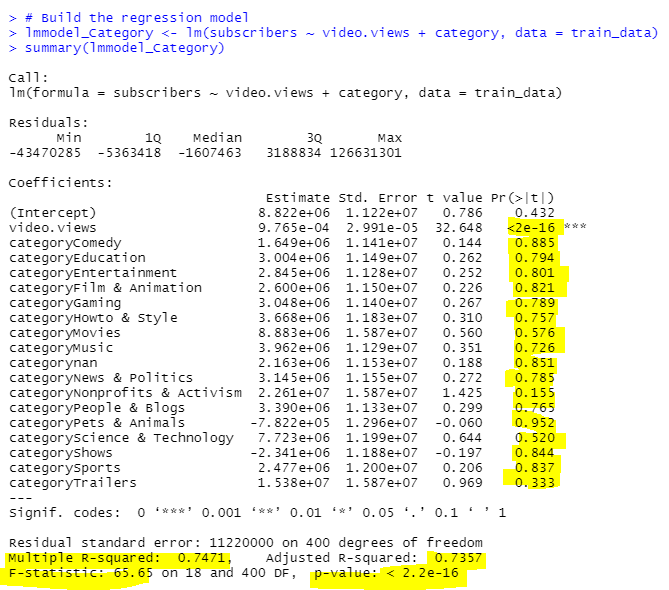 > # Build the regression model
> lmmodel_Category <- lm(subscribers ~ video.views + category, data = train_data)
> summary(lmmodel_Category)
Call:
lm(formula = subscribers ~ video.views + category, data = train_data)
Residuals:
Min 1Q Median 3Q Max
-43470285 -5363418 -1607463 3188834 126631301
Coefficients:
Estimate Std. Error t value Pr(>|t|)
(Intercept) 8.822e+06 1.122e+07 0.786 0.432
video.views 9.765e-04 2.991e-05 32.648 <2e-16 ***
categoryComedy 1.649e+06 1.141e+07 0.144 0.885
categoryEducation 3.004e+06 1.149e+07 0.262 0.794
categoryEntertainment 2.845e+06 1.128e+07 0.252 0.801
categoryFilm & Animation 2.600e+06 1.150e+07 0.226 0.821
categoryGaming 3.048e+06 1.140e+07 0.267 0.789
categoryHowto & Style 3.668e+06 1.183e+07 0.310 0.757
categoryMovies 8.883e+06 1.587e+07 0.560 0.576
categoryMusic 3.962e+06 1.129e+07 0.351 0.726
categorynan 2.163e+06 1.153e+07 0.188 0.851
categoryNews & Politics 3.145e+06 1.155e+07 0.272 0.785
categoryNonprofits & Activism 2.261e+07 1.587e+07 1.425 0.155
categoryPeople & Blogs 3.390e+06 1.133e+07 0.299 0.765
categoryPets & Animals -7.822e+05 1.296e+07 -0.060 0.952
categoryScience & Technology 7.723e+06 1.199e+07 0.644 0.520
categoryShows -2.341e+06 1.188e+07 -0.197 0.844
categorySports 2.477e+06 1.200e+07 0.206 0.837
categoryTrailers 1.538e+07 1.587e+07 0.969 0.333
---
Signif. codes: 0 ‘***’ 0.001 ‘**’ 0.01 ‘*’ 0.05 ‘.’ 0.1 ‘ ’ 1
Residual standard error: 11220000 on 400 degrees of freedom
Multiple R-squared: 0.7471, Adjusted R-squared: 0.7357
F-statistic: 65.65 on 18 and 400 DF, p-value: < 2.2e-16